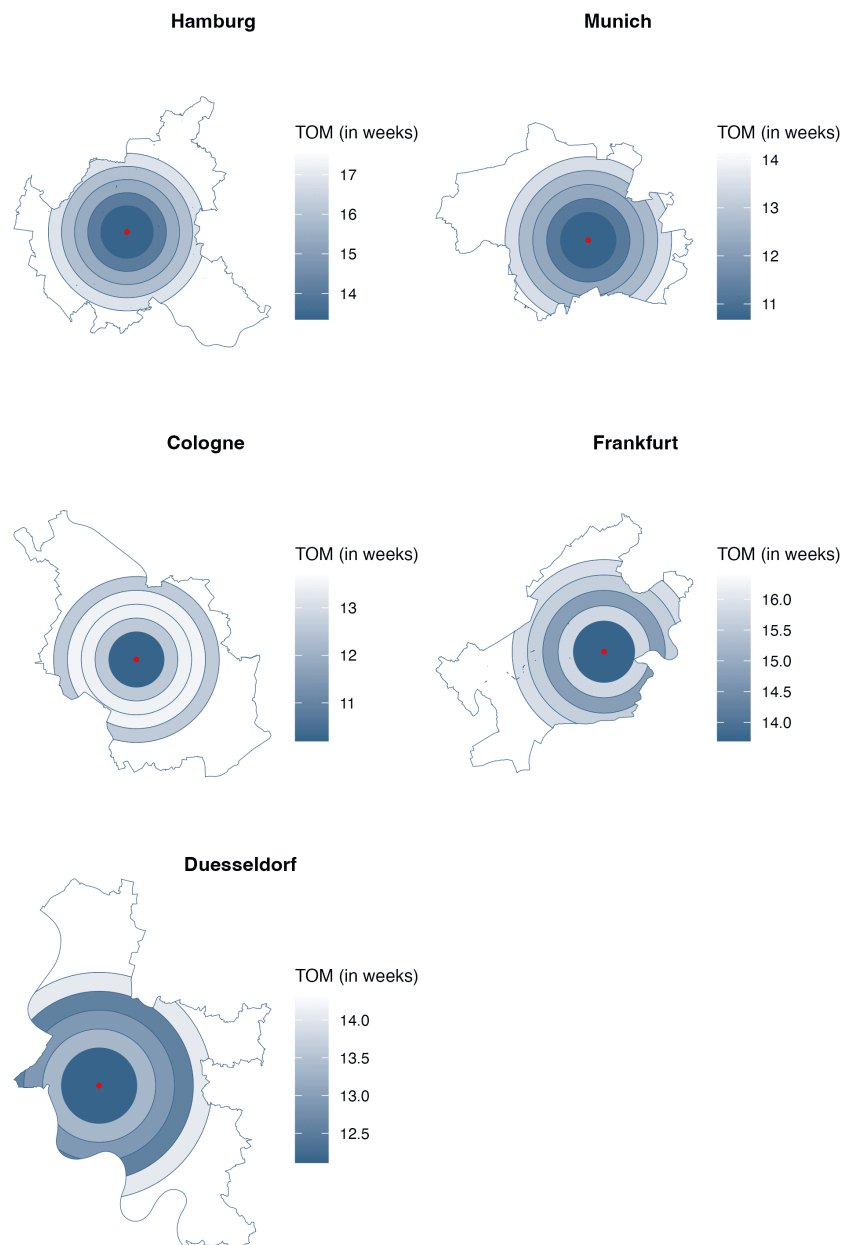 Hamburg
TOM (in weeks)
17
16
15
14
Munich
TOM (in weeks)
14
13
12
11
Cologne
TOM (in weeks)
13
12
11
Frankfurt
TOM (in weeks)
16.0
15.5
15.0
14.5
14.0
Duesseldorf
TOM (in weeks)
14.0
13.5
13.0
12.5